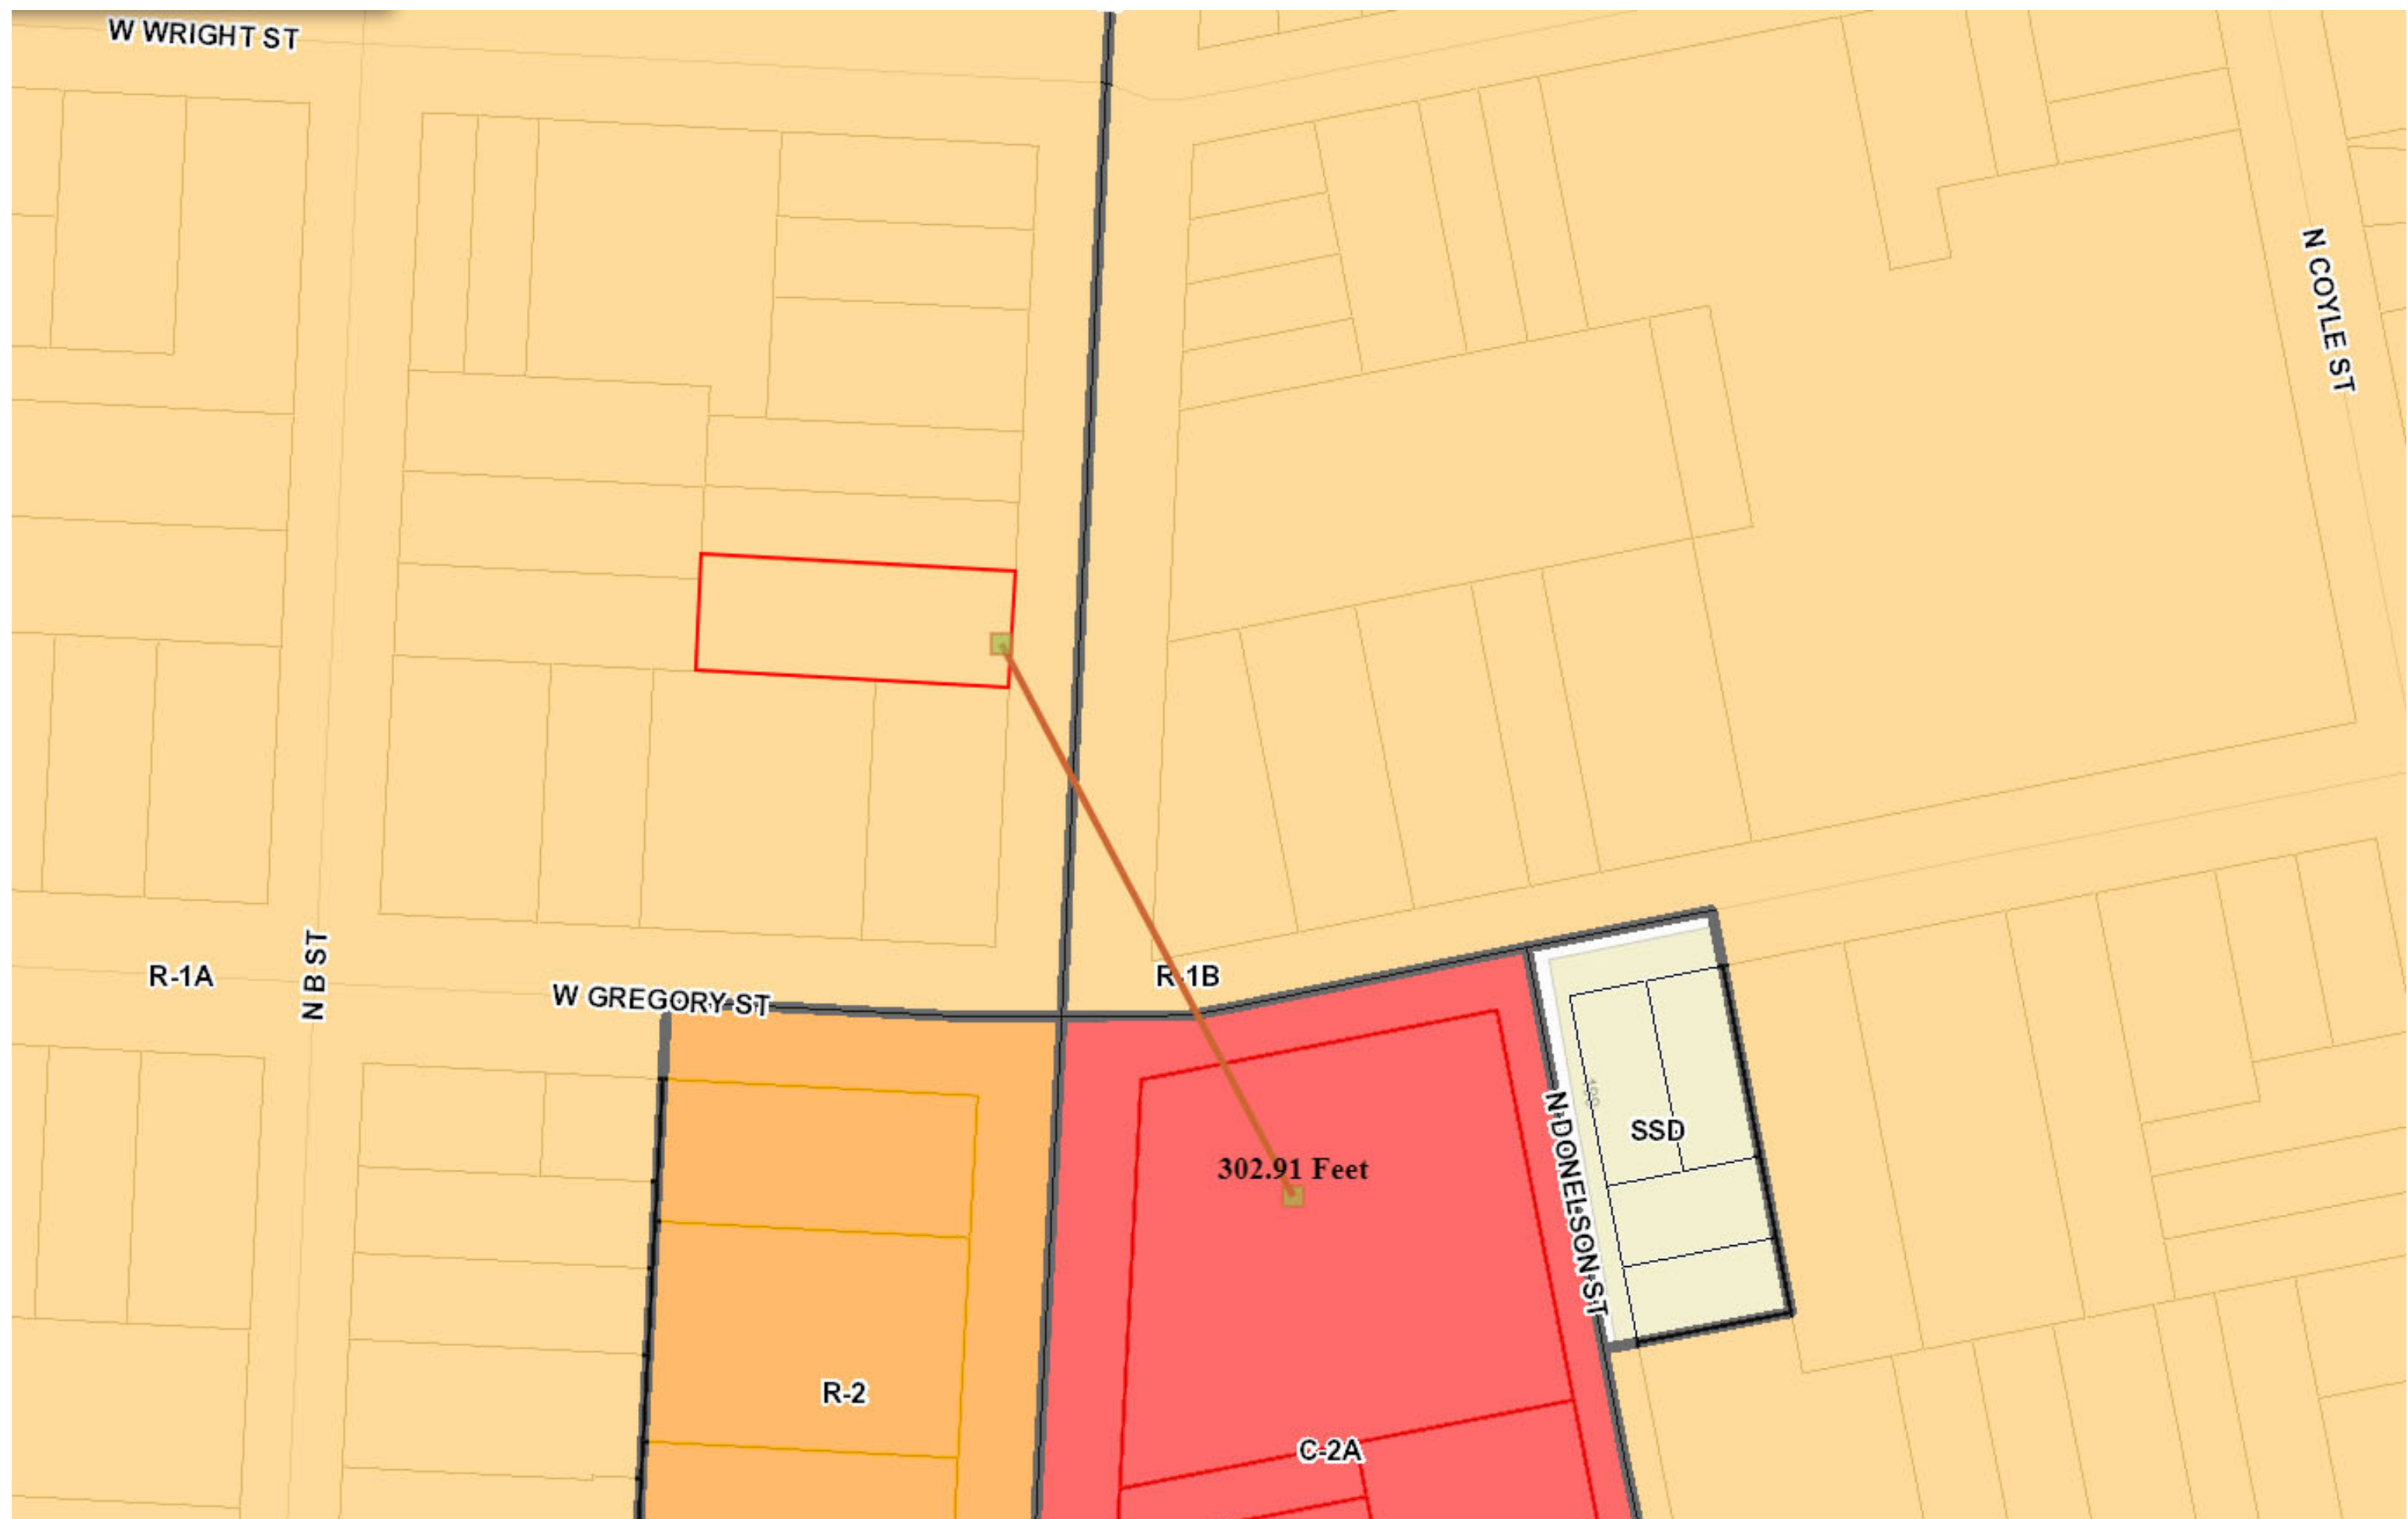 W WRIGHT ST
N COYLE ST
R-1A
N B ST
W GREGORY ST
R-1B
N DONELSON ST
SSD
302.91 Feet
R-2
C-2A